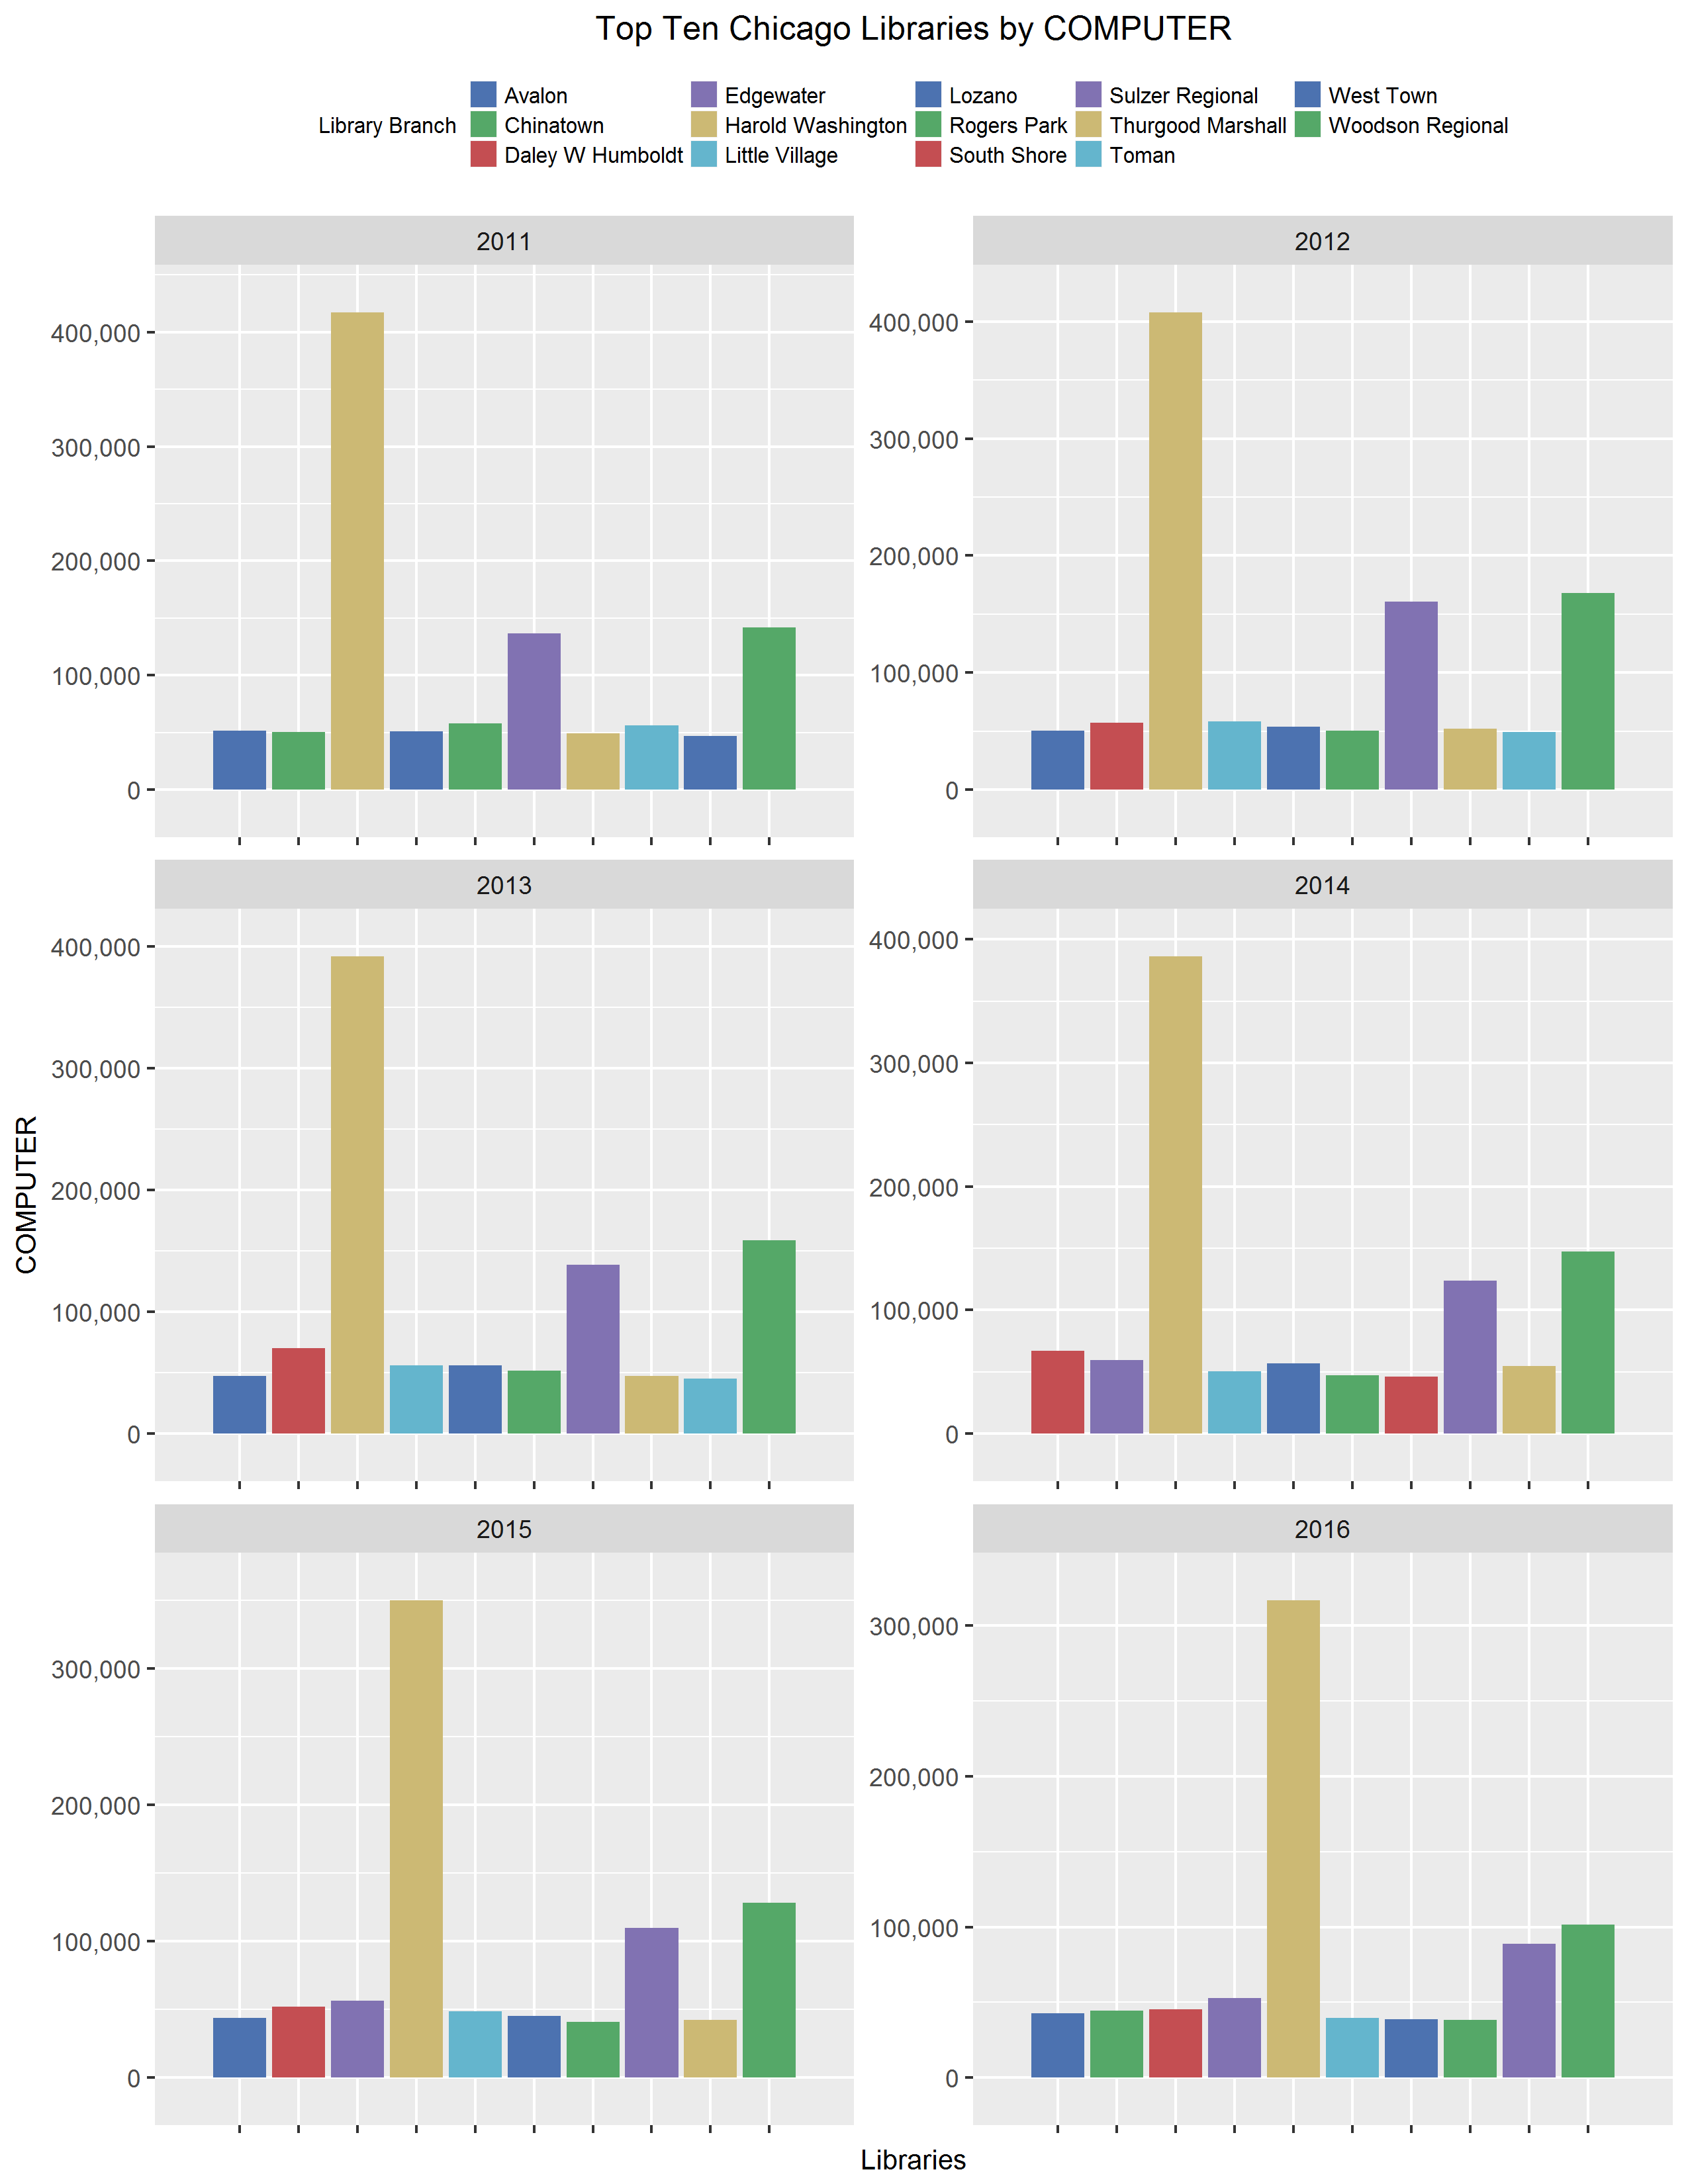 Top Ten Chicago Libraries by COMPUTER
Library Branch
Avalon
Chinatown
Daley W Humboldt
Edgewater
Harold Washington
Little Village
Lozano
Rogers Park
South Shore
Sulzer Regional
Thurgood Marshall
Toman
West Town
Woodson Regional
COMPUTER
2011
400,000
300,000
200,000
100,000
0
2012
400,000
300,000
200,000
100,000
0
2013
400,000
300,000
200,000
100,000
0
2014
400,000
300,000
200,000
100,000
0
2015
300,000
200,000
100,000
0
2016
300,000
200,000
100,000
0
Libraries